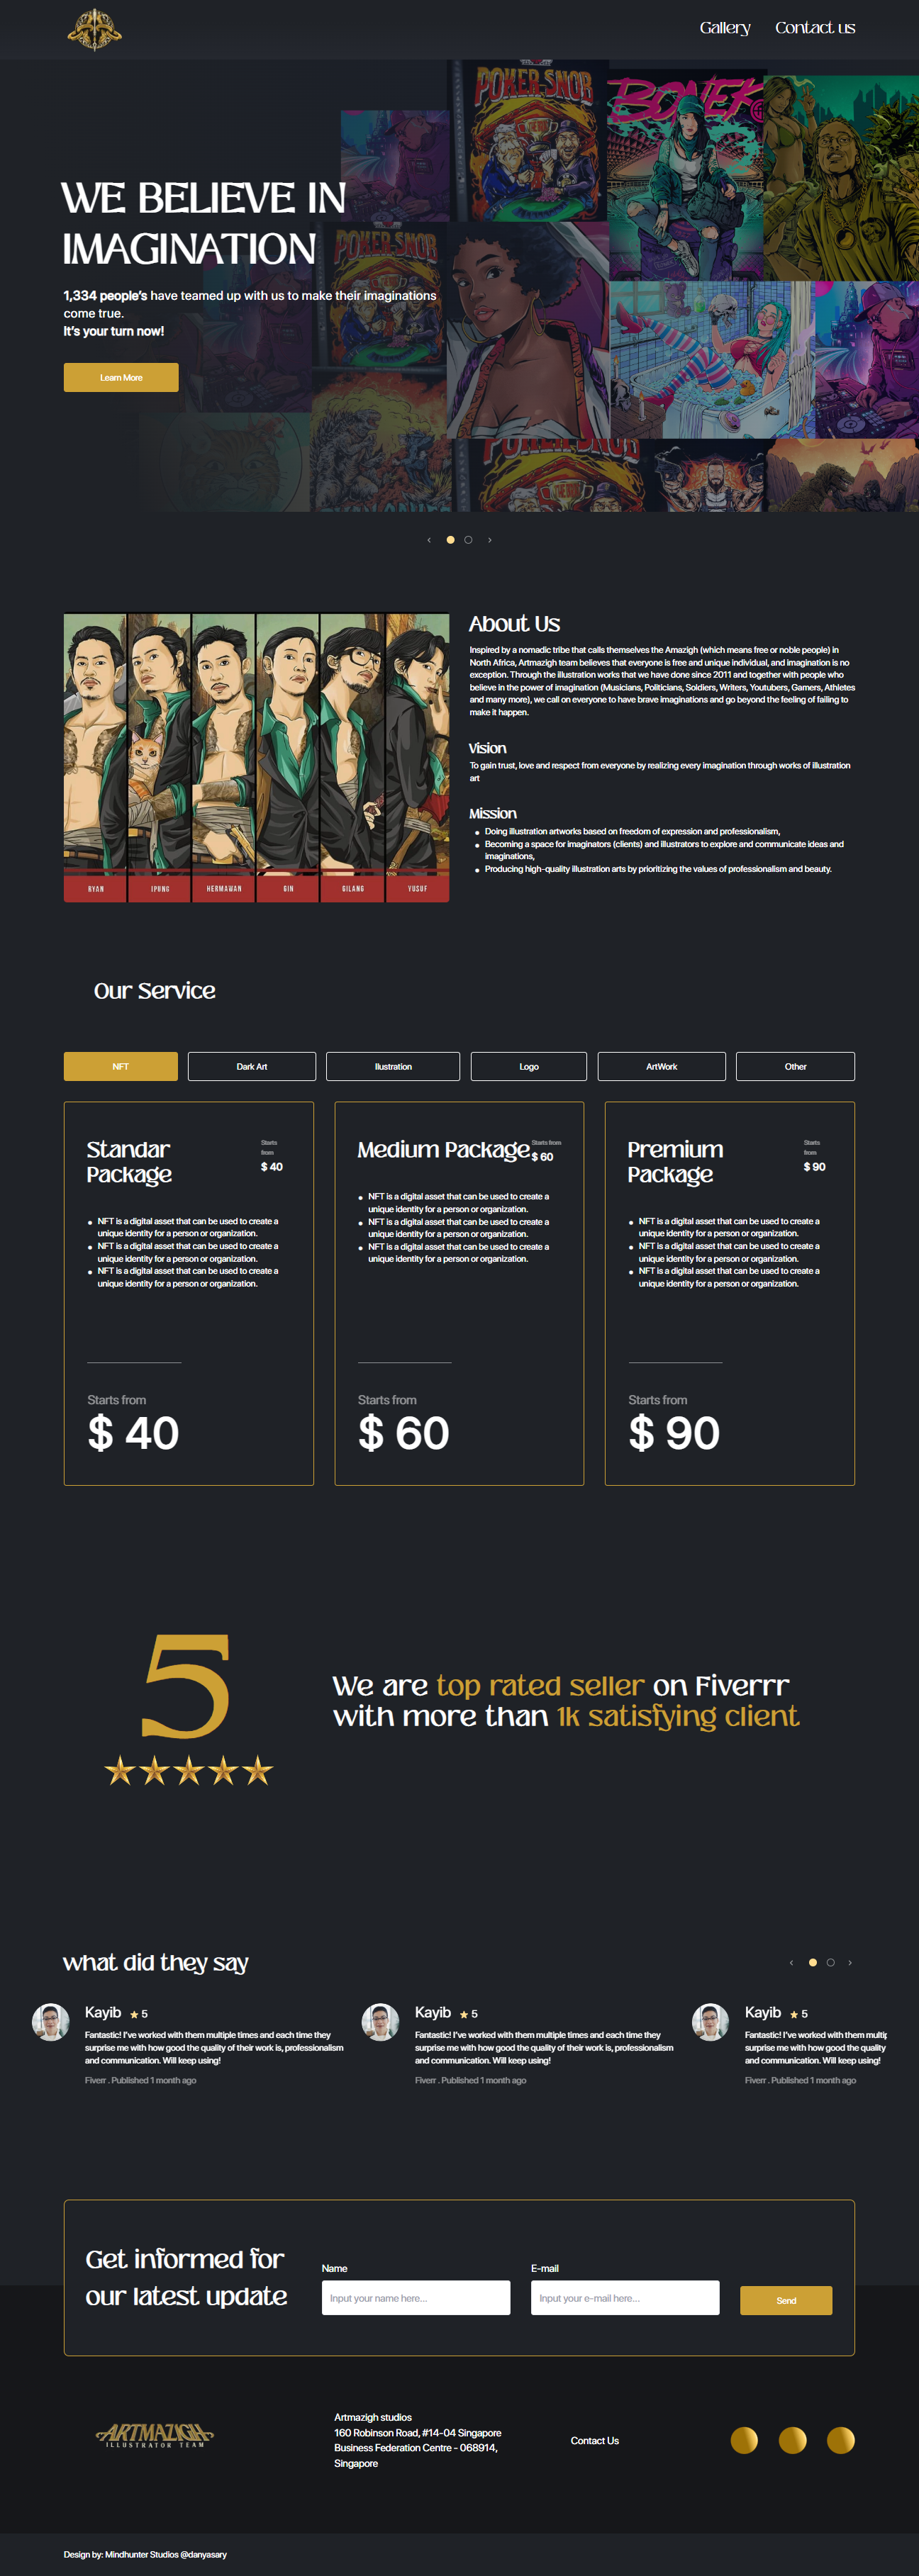 Gallery
Contact us
POKER SNOB
BONEK
WE BELIEVE IN
IMAGINATION
POKER-SNOB
1,334 people's have teamed up with us to make their imaginations
come true.
It's your turn now!
Learn More
POKER-SNOB
About Us
Inspired by a nomadic tribe that calls themselves the Amazigh (which means free or noble people) in
North Africa, Artmazigh team believes that everyone is free and unique individual, and imagination is no
exception. Through the illustration works that we have done since 2011 and together with people who
believe in the power of imagination (Musicians, Politicians, Soldiers, Writers, Youtubers, Gamers, Athletes
and many more), we call on everyone to have brave imaginations and go beyond the feeling of failing to
make it happen.
Vision
To gain trust, love and respect from everyone by realizing every imagination through works of illustration
art
Mission
Doing illustration artworks based on freedom of expression and professionalism,
Becoming a space for imaginators (clients) and illustrators to explore and communicate ideas and
imaginations,
Producing high-quality illustration arts by prioritizing the values of professionalism and beauty.
RYAN
IPUNG
HERMAWAN
GIN
GILANG
YUSUF
Our Service
NFT
Dark Art
Ilustration
Logo
ArtWork
Other
Standar
Package
Starts
from
$ 40
NFT is a digital asset that can be used to create a
unique identity for a person or organization.
NFT is a digital asset that can be used to create a
unique identity for a person or organization.
NFT is a digital asset that can be used to create a
unique identity for a person or organization.
Starts from
$ 40
Medium Package
Starts from
$ 60
NFT is a digital asset that can be used to create a
unique identity for a person or organization.
NFT is a digital asset that can be used to create a
unique identity for a person or organization.
NFT is a digital asset that can be used to create a
unique identity for a person or organization.
Starts from
$ 60
Premium
Package
Starts
from
$ 90
NFT is a digital asset that can be used to create a
unique identity for a person or organization.
NFT is a digital asset that can be used to create a
unique identity for a person or organization.
NFT is a digital asset that can be used to create a
unique identity for a person or organization.
Starts from
$ 90
5
We are top rated seller on Fiverrr
with more than 1k satisfying client
what did they say
Kayib 5
Fantastic! I've worked with them multiple times and each time they
surprise me with how good the quality of their work is, professionalism
and communication. Will keep using!
Fiverr . Published 1 month ago
Kayib 5
Fantastic! I've worked with them multiple times and each time they
surprise me with how good the quality of their work is, professionalism
and communication. Will keep using!
Fiverr . Published 1 month ago
Kayib 5
Fantastic! I've worked with them multip
surprise me with how good the quality
and communication. Will keep using!
Fiverr . Published 1 month ago
Get informed for
our latest update
Name
Input your name here...
E-mail
Input your e-mail here...
Send
ARTMAZIGH
ILLUSTRATOR TEAM
Artmazigh studios
160 Robinson Road, #14-04 Singapore
Business Federation Centre - 068914,
Singapore
Contact Us
Design by: Mindhunter Studios @danyasary